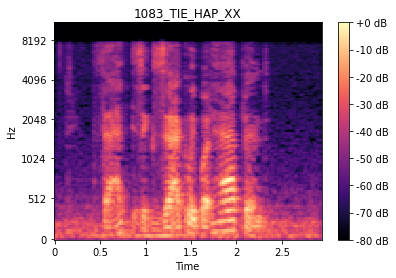 1083_TIE_HAP_XX
+0 dB
8192
-10 dB
4096
-20 dB
-30 dB
2048
Hz
-40 dB
1024
-50 dB
512
-60 dB
-70 dB
0
-80 dB
0 0.5 1 1.5 2 2.5
Time